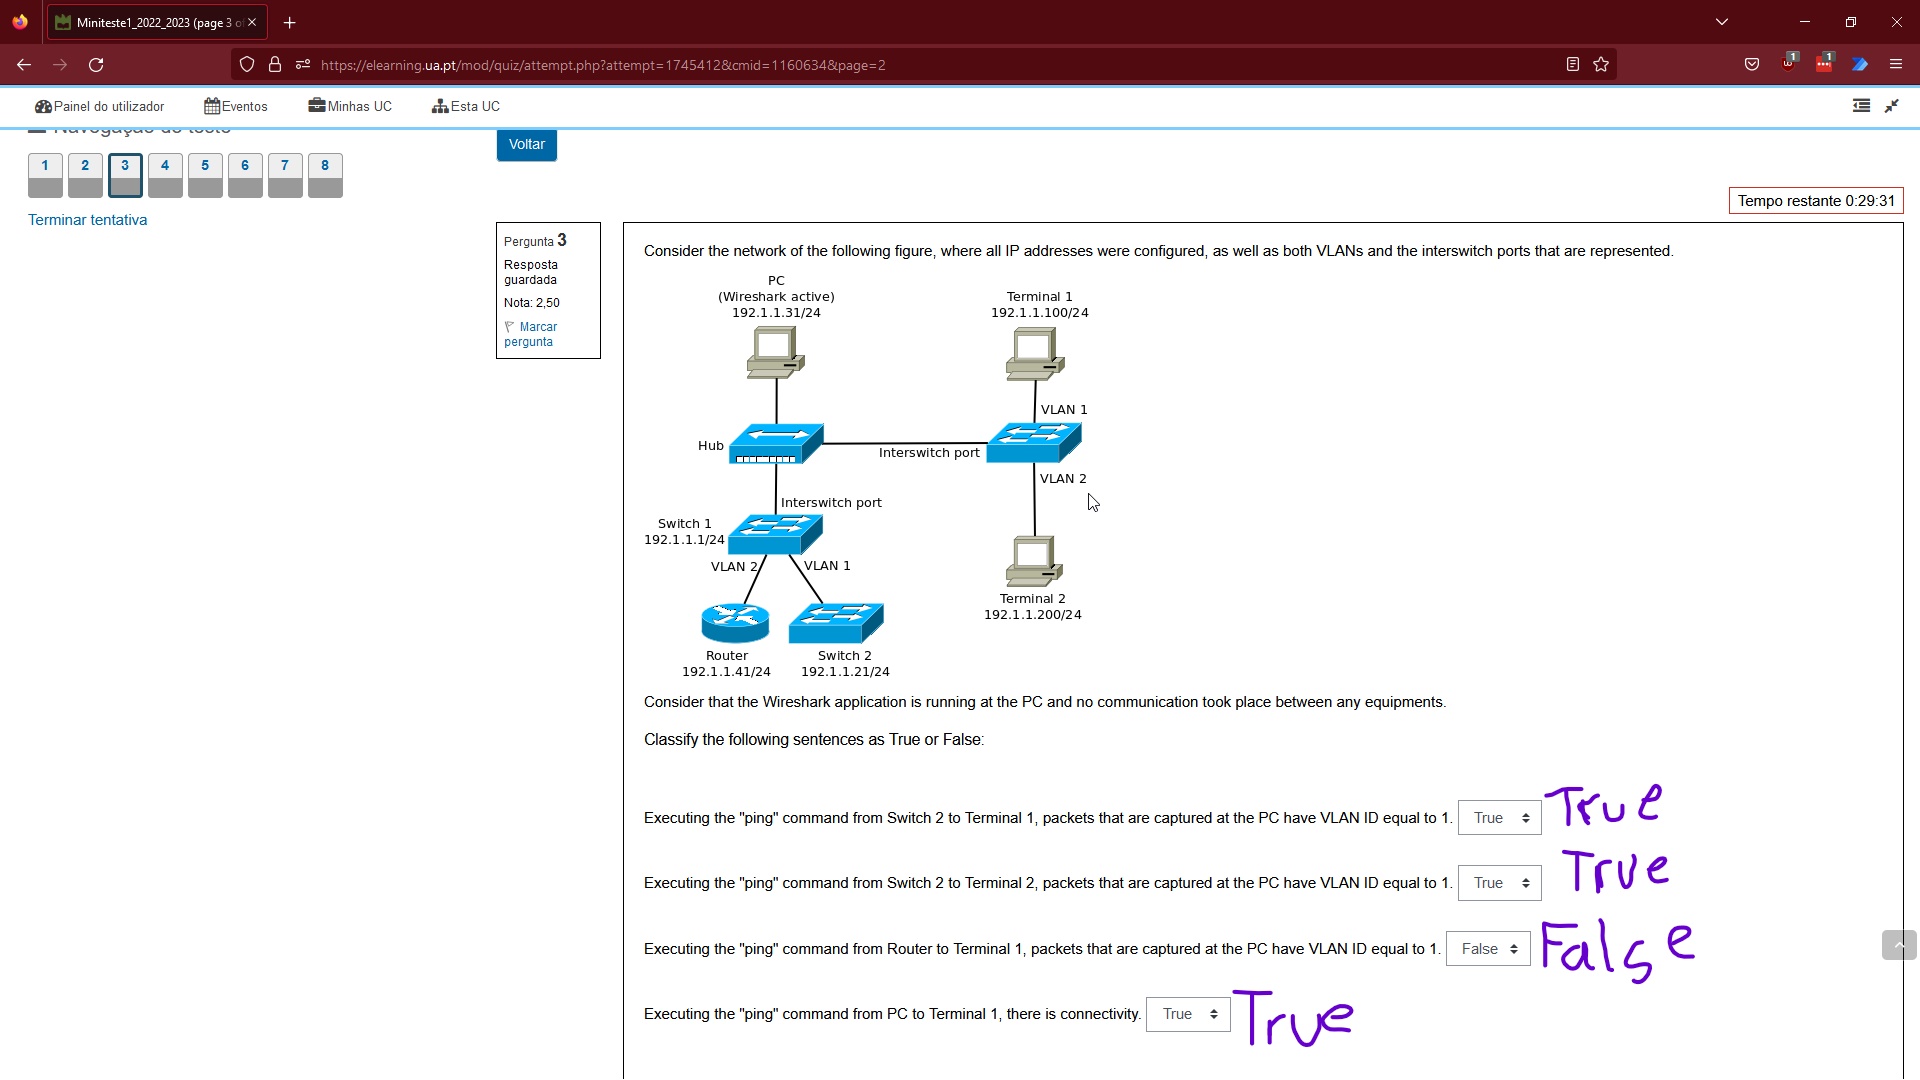 Miniteste1_2022_2023 (page 3 o
https://elearning.ua.pt/mod/quiz/attempt.php?attempt=1745412&cmid=1160634&page=2
1 1
Painel do utilizador Eventos Minhas UC Esta UC
Navegação do teste
Voltar
1 2 3 4 5 6 7 8
Terminar tentativa
Tempo restante 0:29:31
Pergunta 3
Resposta
guardada
Nota: 2,50
Marcar
pergunta
Consider the network of the following figure, where all IP addresses were configured, as well as both VLANs and the interswitch ports that are represented.
PC
(Wireshark active)
192.1.1.31/24
Terminal 1
192.1.1.100/24
VLAN 1
Hub
Interswitch port
VLAN 2
Interswitch port
Switch 1
192.1.1.1/24
VLAN 2
VLAN 1
Terminal 2
192.1.1.200/24
Router
192.1.1.41/24
Switch 2
192.1.1.21/24
Consider that the Wireshark application is running at the PC and no communication took place between any equipments.
Classify the following sentences as True or False:
Executing the "ping" command from Switch 2 to Terminal 1, packets that are captured at the PC have VLAN ID equal to 1. True True
Executing the "ping" command from Switch 2 to Terminal 2, packets that are captured at the PC have VLAN ID equal to 1. True True
Executing the "ping" command from Router to Terminal 1, packets that are captured at the PC have VLAN ID equal to 1. False False
Executing the "ping" command from PC to Terminal 1, there is connectivity. True True